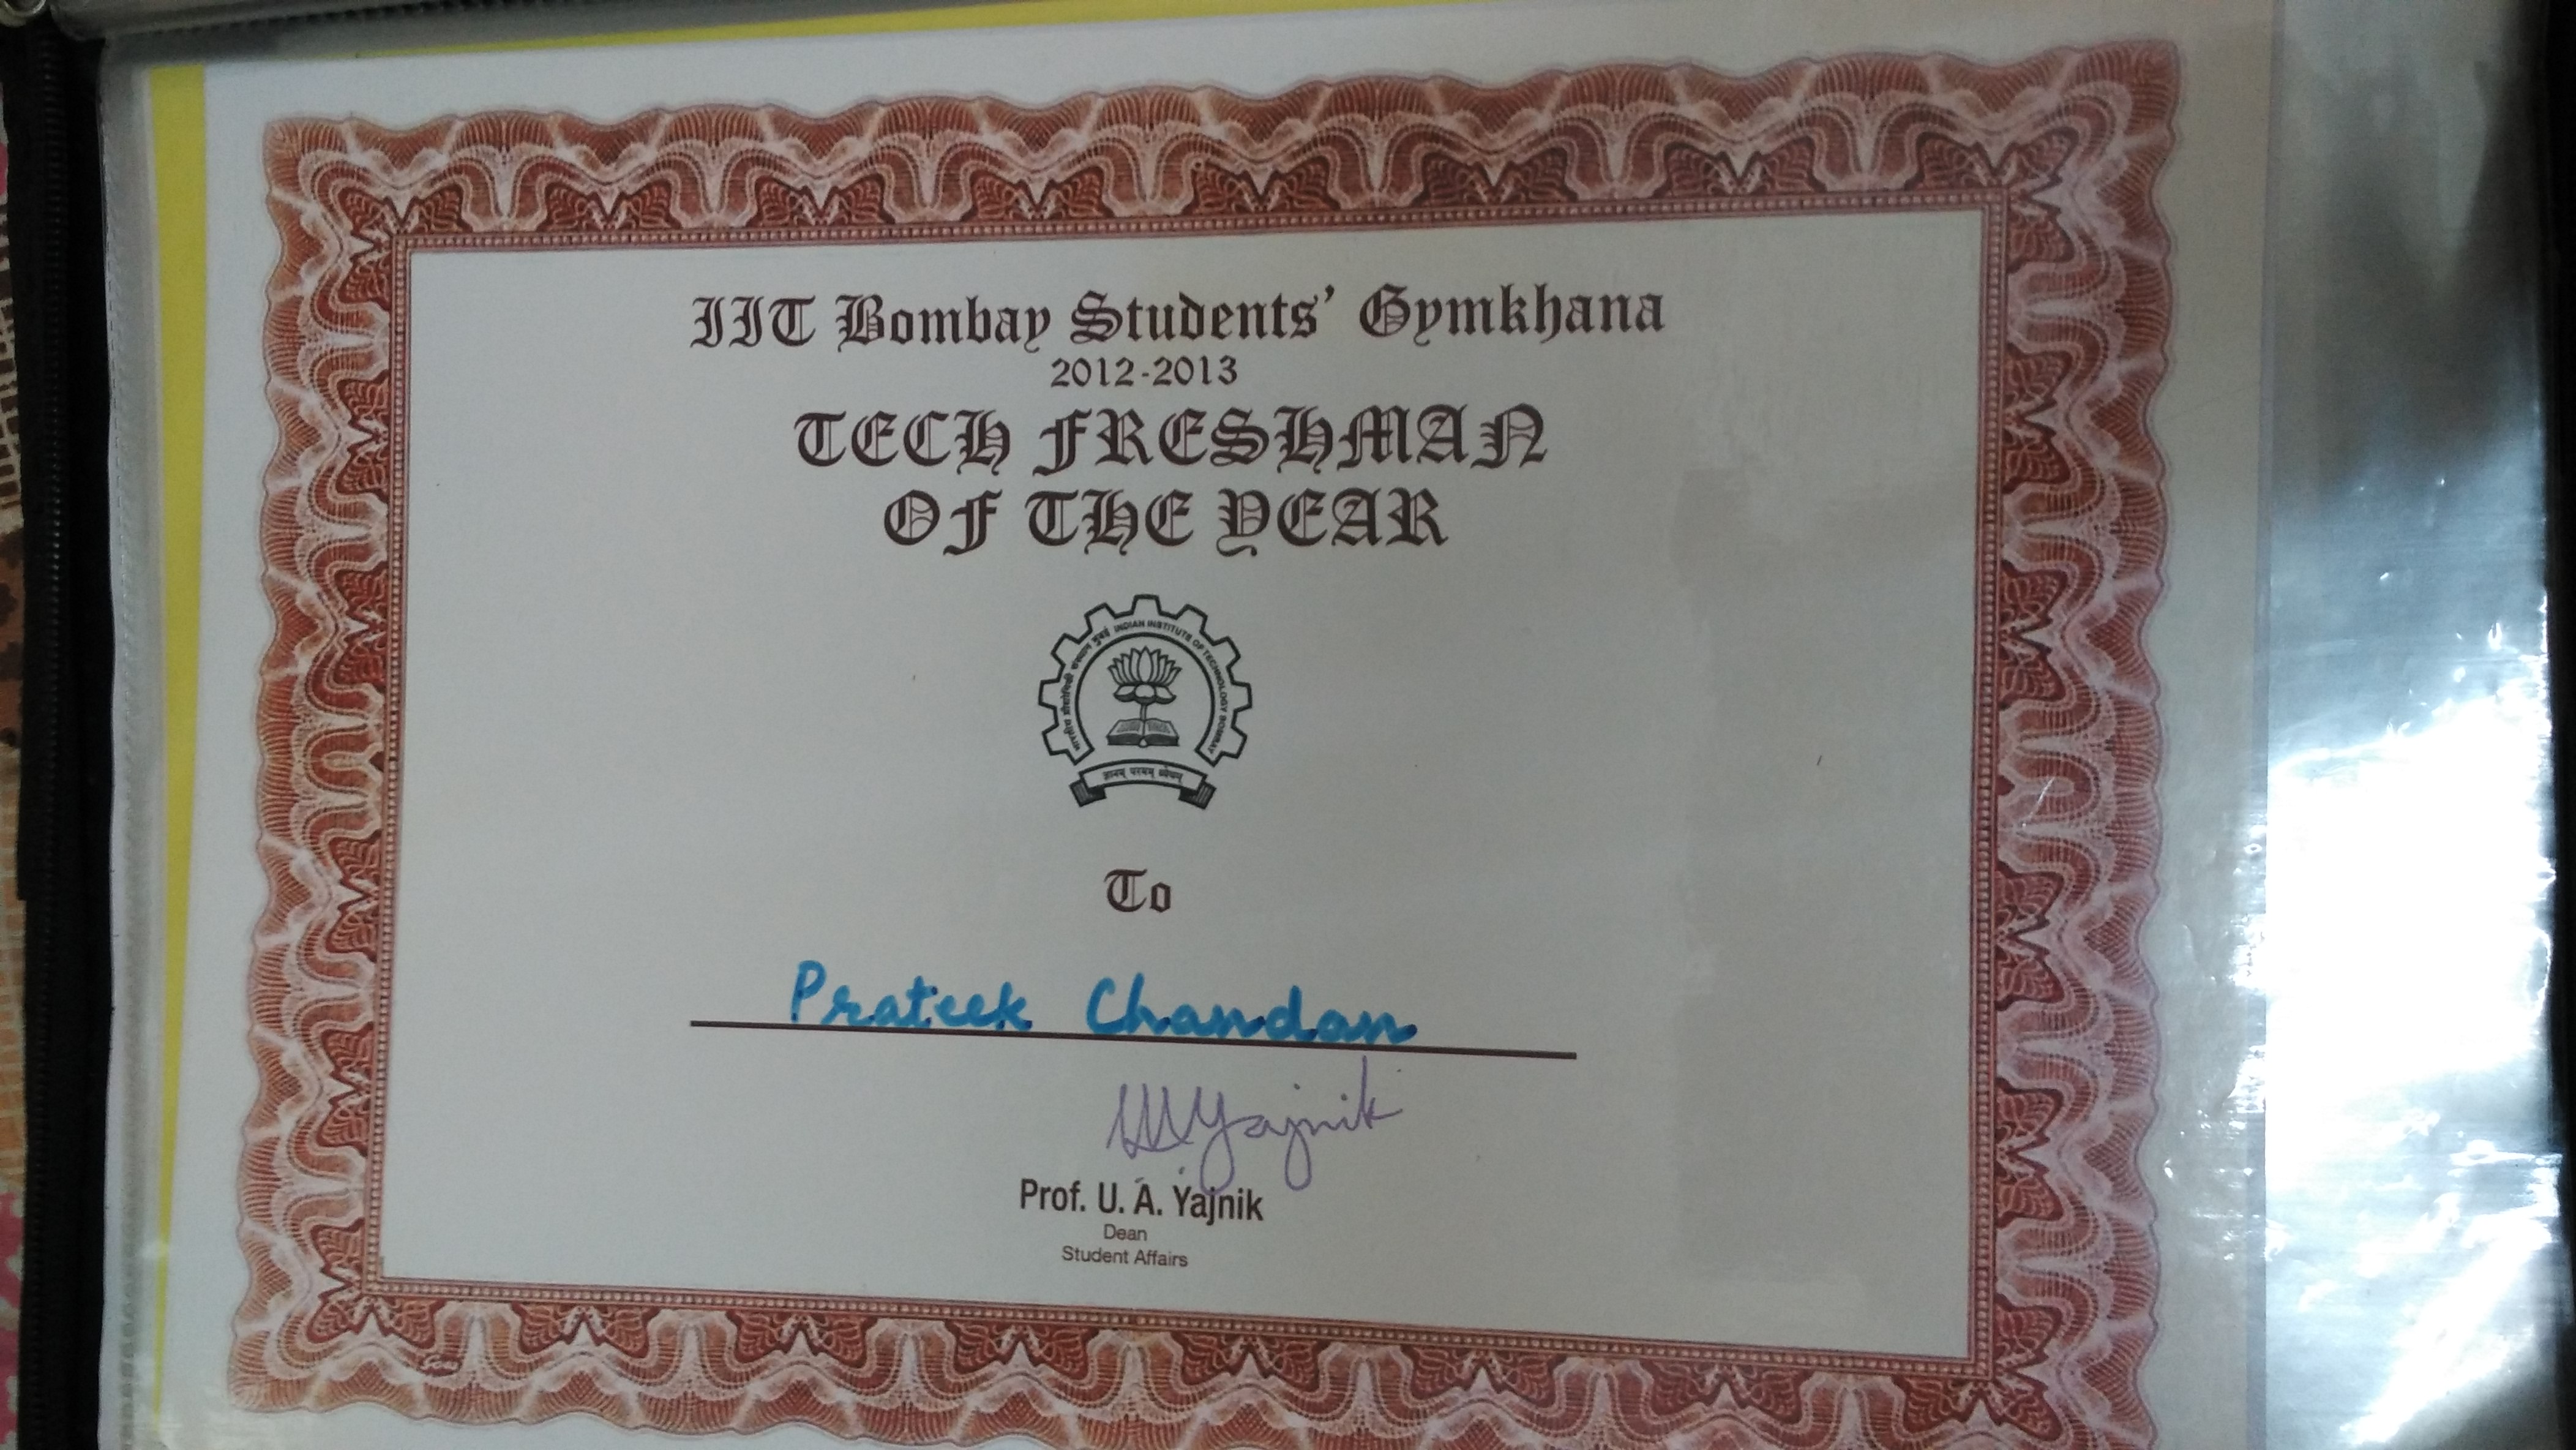 IIT Bombay Students' Gymkhana
2012-2013
TECH FRESHMAN
OF THE YEAR
भारतीय प्रौद्योगिकी संस्थान मुंबई INDIAN INSTITUTE OF TECHNOLOGY BOMBAY
ज्ञानम् परमम् ध्येयम्
To
Prateek Chandan
UAYajnik
Prof. U. A. Yajnik
Dean
Student Affairs